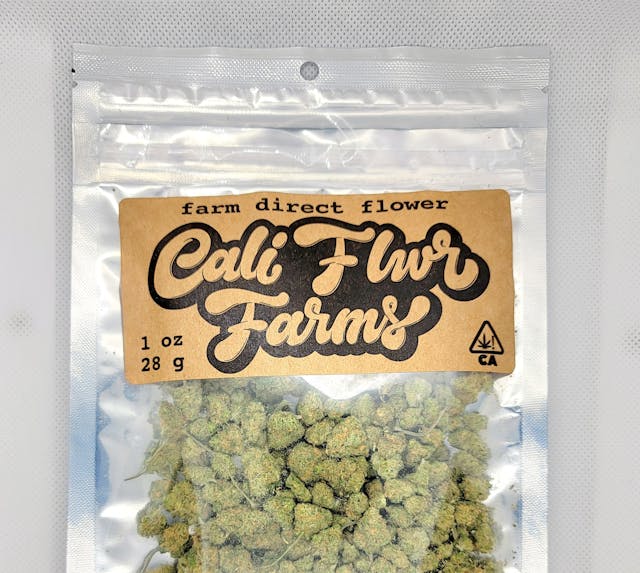 farm direct flower
Cali Flwr
Farms
1 oz
28 g
CA